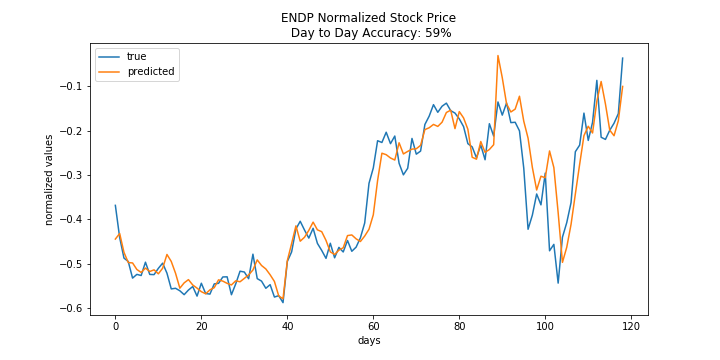 ENDP Normalized Stock Price
Day to Day Accuracy: 59%
true
predicted
−0.1
−0.2
−0.3
−0.4
−0.5
−0.6
normalized values
0
20
40
60
80
100
120
days